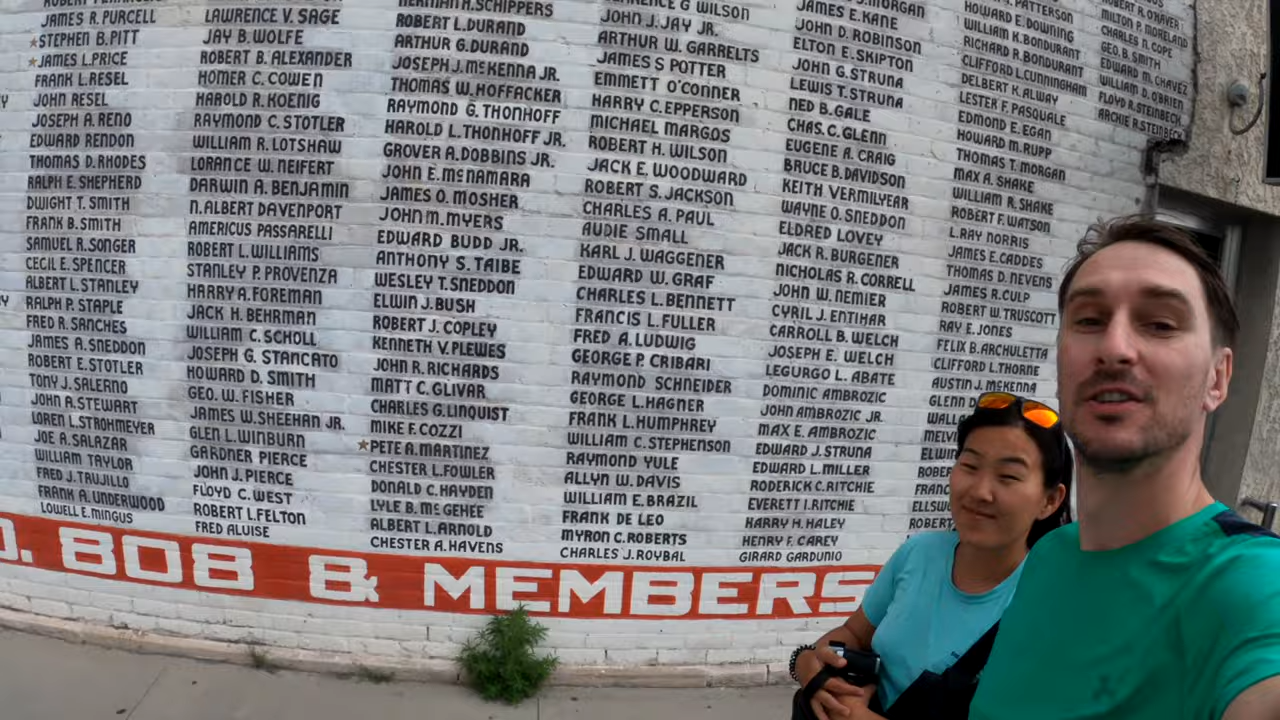 JAMES R. PURCELL
STEPHEN B. PITT
JAMES L. PRICE
FRANK L. RESEL
JOHN RESEL
JOSEPH A. RENO
EDWARD RENDON
THOMAS D. RHODES
RALPH E. SHEPHERD
DWIGHT T. SMITH
FRANK B. SMITH
SAMUEL R. SONGER
CECIL E. SPENCER
ALBERT L. STANLEY
RALPH P. STAPLE
FRED R. SANCHES
JAMES A. SNEDDON
ROBERT E. STOTLER
TONY J. SALERNO
JOHN A. STEWART
LOREN L. STROHMEYER
JOE A. SALAZAR
WILLIAM TAYLOR
FRED J. TRUJILLO
FRANK A. UNDERWOOD
LOWELL E. MINGUS
LAWRENCE V. SAGE
JAY B. WOLFE
ROBERT B. ALEXANDER
HOMER C. COWEN
HAROLD R. KOENIG
RAYMOND C. STOTLER
WILLIAM R. LOTSHAW
LORANCE W. NEIFERT
DARWIN A. BENJAMIN
N. ALBERT DAVENPORT
AMERICUS PASSARELLI
ROBERT L. WILLIAMS
STANLEY P. PROVENZA
HARRY A. FOREMAN
JACK H. BEHRMAN
WILLIAM C. SCHOLL
JOSEPH G. STANCATO
HOWARD D. SMITH
GEO. W. FISHER
JAMES W. SHEEHAN JR.
GLEN L. WINBURN
GARDNER PIERCE
JOHN J. PIERCE
FLOYD C. WEST
ROBERT L. FELTON
FRED ALUISE
HERMAN H. SCHIPPERS
ROBERT L. DURAND
ARTHUR G. DURAND
JOSEPH J. McKENNA JR.
THOMAS W. HOFFACKER
RAYMOND G. THONHOFF
HAROLD L. THONHOFF JR.
GROVER A. DOBBINS JR.
JOHN E. McNAMARA
JAMES O. MOSHER
JOHN M. MYERS
EDWARD BUDD JR.
ANTHONY S. TAIBE
WESLEY T. SNEDDON
ELWIN J. BUSH
ROBERT J. COPLEY
KENNETH V. PLEWES
JOHN R. RICHARDS
MATT C. GLIVAR
CHARLES G. LINQUIST
MIKE F. COZZI
PETE A. MARTINEZ
CHESTER L. FOWLER
DONALD C. HAYDEN
LYLE B. McGEHEE
ALBERT L. ARNOLD
CHESTER A. HAVENS
G WILSON
JOHN J. JAY JR.
ARTHUR W. GARRELTS
JAMES S POTTER
EMMETT O'CONNER
HARRY C. EPPERSON
MICHAEL MARGOS
ROBERT H. WILSON
JACK E. WOODWARD
ROBERT S. JACKSON
CHARLES A. PAUL
AUDIE SMALL
KARL J. WAGGENER
EDWARD W. GRAF
CHARLES L. BENNETT
FRANCIS L. FULLER
FRED A. LUDWIG
GEORGE P. CRIBARI
RAYMOND SCHNEIDER
GEORGE L. HAGNER
FRANK L. HUMPHREY
WILLIAM C. STEPHENSON
RAYMOND YULE
ALLYN W. DAVIS
WILLIAM E. BRAZIL
FRANK DE LEO
MYRON C. ROBERTS
CHARLES J. ROYBAL
MORGAN
JAMES E. KANE
JOHN D. ROBINSON
ELTON E. SKIPTON
JOHN G. STRUNA
LEWIS T. STRUNA
NED B. GALE
CHAS. C. GLENN
EUGENE A. CRAIG
BRUCE B. DAVIDSON
KEITH VERMILYEAR
WAYNE O. SNEDDON
ELDRED LOVEY
JACK R. BURGENER
NICHOLAS R. CORRELL
JOHN W. NEMIER
CYRIL J. ENTIHAR
CARROLL B. WELCH
JOSEPH E. WELCH
LEGURGO L. ABATE
DOMINIC AMBROZIC
JOHN AMBROZIC JR.
MAX E. AMBROZIC
EDWARD J. STRUNA
EDWARD L. MILLER
RODERICK C. RITCHIE
EVERETT I. RITCHIE
HARRY H. HALEY
HENRY F. CAREY
GIRARD GARDUNIO
PATTERSON
HOWARD E. DOWNING
WILLIAM K. BONDURANT
RICHARD R. BONDURANT
CLIFFORD L. CUNNINGHAM
DELBERT K. ALWAY
LESTER F. PASQUALE
EDMOND E. EGAN
HOWARD M. RUPP
THOMAS T. MORGAN
MAX A. SHAKE
WILLIAM R. SHAKE
ROBERT F. WATSON
L. RAY NORRIS
JAMES E. CADDES
THOMAS D. NEVENS
JAMES R. CULP
ROBERT W. TRUSCOTT
RAY E. JONES
FELIX B. ARCHULETTA
CLIFFORD L. THORNE
AUSTIN J. McKENNA
GLENN
MILTON P. MORELAND
CHARLES N. COPE
GEO. B. SMITH
EDWARD M. CHAVEZ
WILLIAM D. O'BRIEN
FLOYD R. STEINBECK
ARCHIE R. STEINBECK
808 & MEMBERS